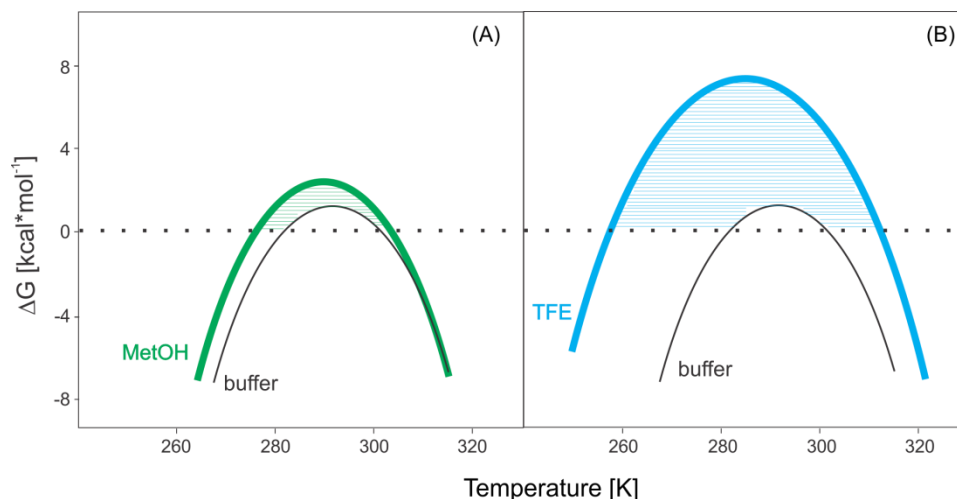 (A)
(B)
8
4
0
-4
-8
ΔG [kcal*mol⁻¹]
MetOH
buffer
TFE
buffer
260
280
300
320
260
280
300
320
Temperature [K]